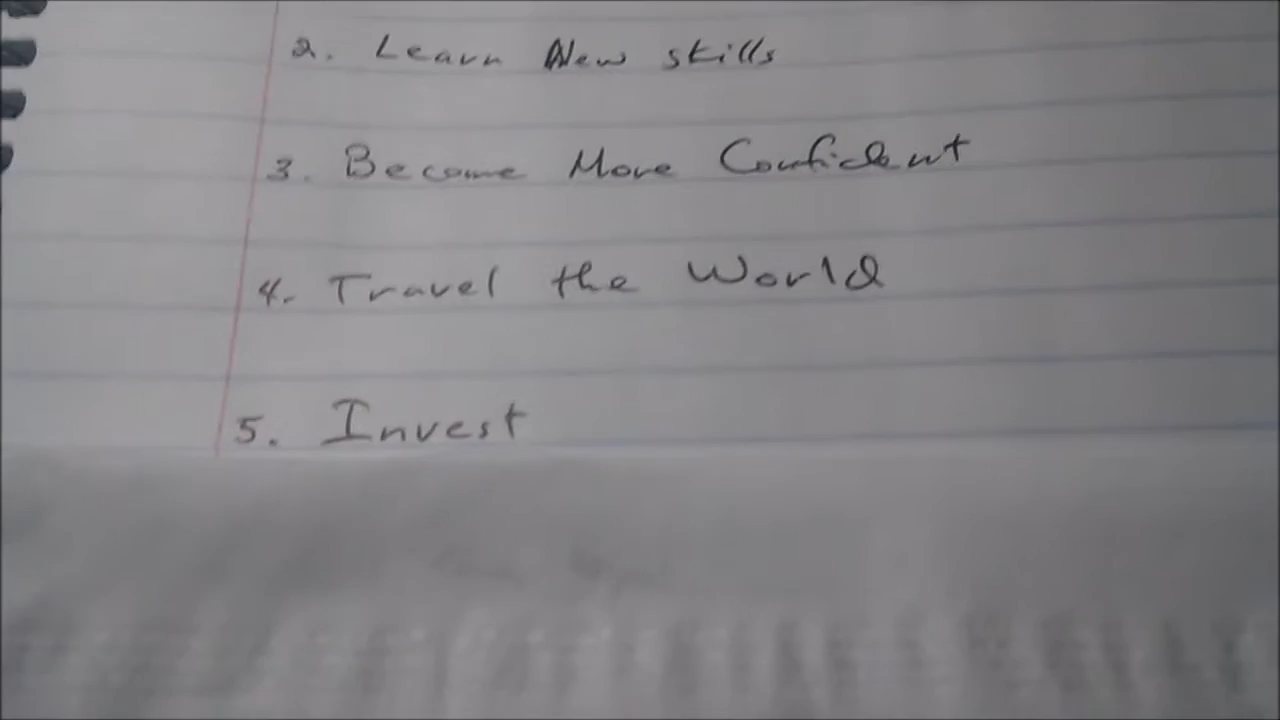 2. Learn New skills
3. Become More Confident
4. Travel the World
5. Invest